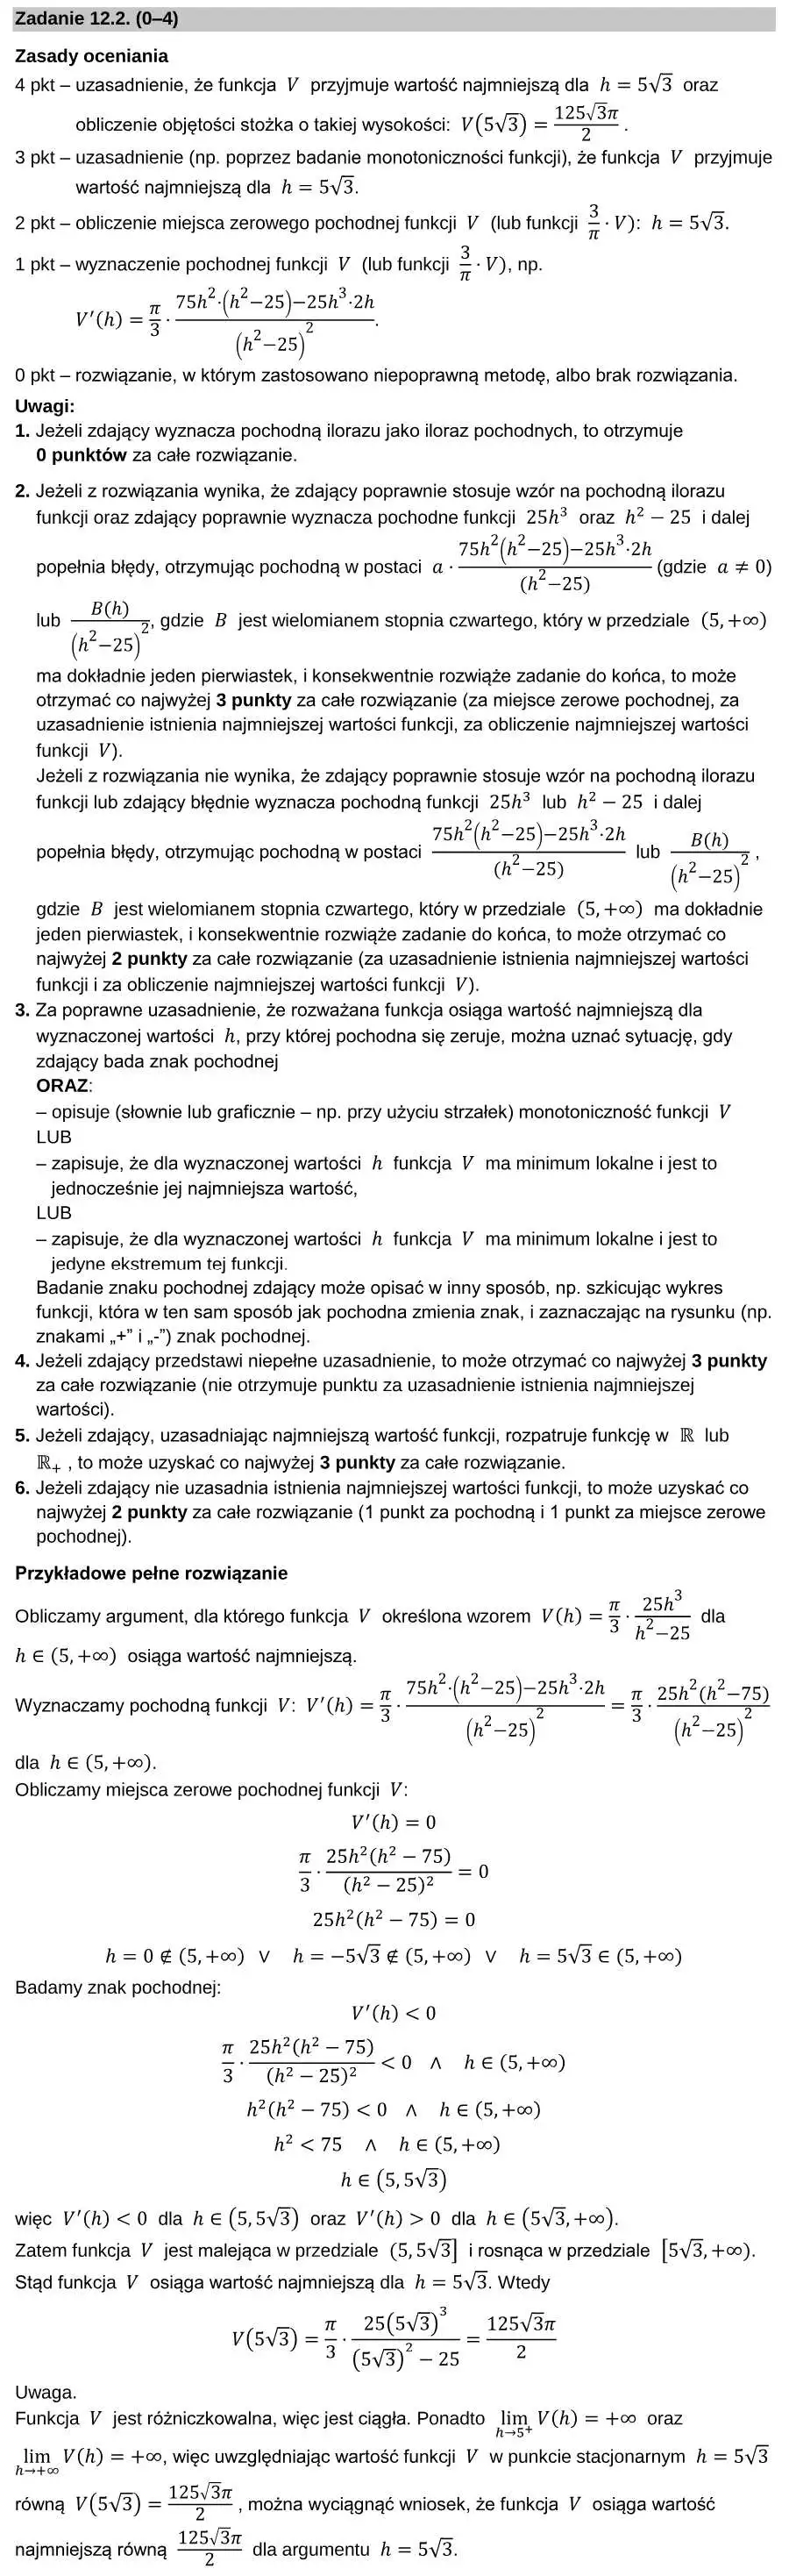 Zadanie 12.2. (0–4)
Zasady oceniania
4 pkt – uzasadnienie, że funkcja V przyjmuje wartość najmniejszą dla h = 5√3 oraz
obliczenie objętości stożka o takiej wysokości: V(5√3) = 125√3π/2 .
3 pkt – uzasadnienie (np. poprzez badanie monotoniczności funkcji), że funkcja V przyjmuje
wartość najmniejszą dla h = 5√3.
2 pkt – obliczenie miejsca zerowego pochodnej funkcji V (lub funkcji 3/π · V): h = 5√3.
1 pkt – wyznaczenie pochodnej funkcji V (lub funkcji 3/π · V), np.
V′(h) = π/3 · (75h²·(h²−25)−25h³·2h)/(h²−25)².
0 pkt – rozwiązanie, w którym zastosowano niepoprawną metodę, albo brak rozwiązania.
Uwagi:
1. Jeżeli zdający wyznacza pochodną ilorazu jako iloraz pochodnych, to otrzymuje
0 punktów za całe rozwiązanie.
2. Jeżeli z rozwiązania wynika, że zdający poprawnie stosuje wzór na pochodną ilorazu
funkcji oraz zdający poprawnie wyznacza pochodne funkcji 25h³ oraz h² − 25 i dalej
popełnia błędy, otrzymując pochodną w postaci a · (75h²(h²−25)−25h³·2h)/(h²−25) (gdzie a ≠ 0)
lub B(h)/(h²−25)², gdzie B jest wielomianem stopnia czwartego, który w przedziale (5, +∞)
ma dokładnie jeden pierwiastek, i konsekwentnie rozwiąże zadanie do końca, to może
otrzymać co najwyżej 3 punkty za całe rozwiązanie (za miejsce zerowe pochodnej, za
uzasadnienie istnienia najmniejszej wartości funkcji, za obliczenie najmniejszej wartości
funkcji V).
Jeżeli z rozwiązania nie wynika, że zdający poprawnie stosuje wzór na pochodną ilorazu
funkcji lub zdający błędnie wyznacza pochodną funkcji 25h³ lub h² − 25 i dalej
popełnia błędy, otrzymując pochodną w postaci (75h²(h²−25)−25h³·2h)/(h²−25) lub B(h)/(h²−25)² ,
gdzie B jest wielomianem stopnia czwartego, który w przedziale (5, +∞) ma dokładnie
jeden pierwiastek, i konsekwentnie rozwiąże zadanie do końca, to może otrzymać co
najwyżej 2 punkty za całe rozwiązanie (za uzasadnienie istnienia najmniejszej wartości
funkcji i za obliczenie najmniejszej wartości funkcji V).
3. Za poprawne uzasadnienie, że rozważana funkcja osiąga wartość najmniejszą dla
wyznaczonej wartości h, przy której pochodna się zeruje, można uznać sytuację, gdy
zdający bada znak pochodnej
ORAZ:
– opisuje (słownie lub graficznie – np. przy użyciu strzałek) monotoniczność funkcji V
LUB
– zapisuje, że dla wyznaczonej wartości h funkcja V ma minimum lokalne i jest to
jednocześnie jej najmniejsza wartość,
LUB
– zapisuje, że dla wyznaczonej wartości h funkcja V ma minimum lokalne i jest to
jedyne ekstremum tej funkcji.
Badanie znaku pochodnej zdający może opisać w inny sposób, np. szkicując wykres
funkcji, która w ten sam sposób jak pochodna zmienia znak, i zaznaczając na rysunku (np.
znakami „+” i „-”) znak pochodnej.
4. Jeżeli zdający przedstawi niepełne uzasadnienie, to może otrzymać co najwyżej 3 punkty
za całe rozwiązanie (nie otrzymuje punktu za uzasadnienie istnienia najmniejszej
wartości).
5. Jeżeli zdający, uzasadniając najmniejszą wartość funkcji, rozpatruje funkcję w ℝ lub
ℝ₊ , to może uzyskać co najwyżej 3 punkty za całe rozwiązanie.
6. Jeżeli zdający nie uzasadnia istnienia najmniejszej wartości funkcji, to może uzyskać co
najwyżej 2 punkty za całe rozwiązanie (1 punkt za pochodną i 1 punkt za miejsce zerowe
pochodnej).
Przykładowe pełne rozwiązanie
Obliczamy argument, dla którego funkcja V określona wzorem V(h) = π/3 · 25h³/(h²−25) dla
h ∈ (5, +∞) osiąga wartość najmniejszą.
Wyznaczamy pochodną funkcji V: V′(h) = π/3 · (75h²·(h²−25)−25h³·2h)/(h²−25)² = π/3 · 25h²(h²−75)/(h²−25)²
dla h ∈ (5, +∞).
Obliczamy miejsca zerowe pochodnej funkcji V:
V′(h) = 0
π/3 · 25h²(h² − 75)/(h² − 25)² = 0
25h²(h² − 75) = 0
h = 0 ∉ (5, +∞) ∨ h = −5√3 ∉ (5, +∞) ∨ h = 5√3 ∈ (5, +∞)
Badamy znak pochodnej:
V′(h) < 0
π/3 · 25h²(h² − 75)/(h² − 25)² < 0 ∧ h ∈ (5, +∞)
h²(h² − 75) < 0 ∧ h ∈ (5, +∞)
h² < 75 ∧ h ∈ (5, +∞)
h ∈ (5, 5√3)
więc V′(h) < 0 dla h ∈ (5, 5√3) oraz V′(h) > 0 dla h ∈ (5√3, +∞).
Zatem funkcja V jest malejąca w przedziale (5, 5√3] i rosnąca w przedziale [5√3, +∞).
Stąd funkcja V osiąga wartość najmniejszą dla h = 5√3. Wtedy
V(5√3) = π/3 · 25(5√3)³/((5√3)² − 25) = 125√3π/2
Uwaga.
Funkcja V jest różniczkowalna, więc jest ciągła. Ponadto lim h→5⁺ V(h) = +∞ oraz
lim h→+∞ V(h) = +∞, więc uwzględniając wartość funkcji V w punkcie stacjonarnym h = 5√3
równą V(5√3) = 125√3π/2 , można wyciągnąć wniosek, że funkcja V osiąga wartość
najmniejszą równą 125√3π/2 dla argumentu h = 5√3.